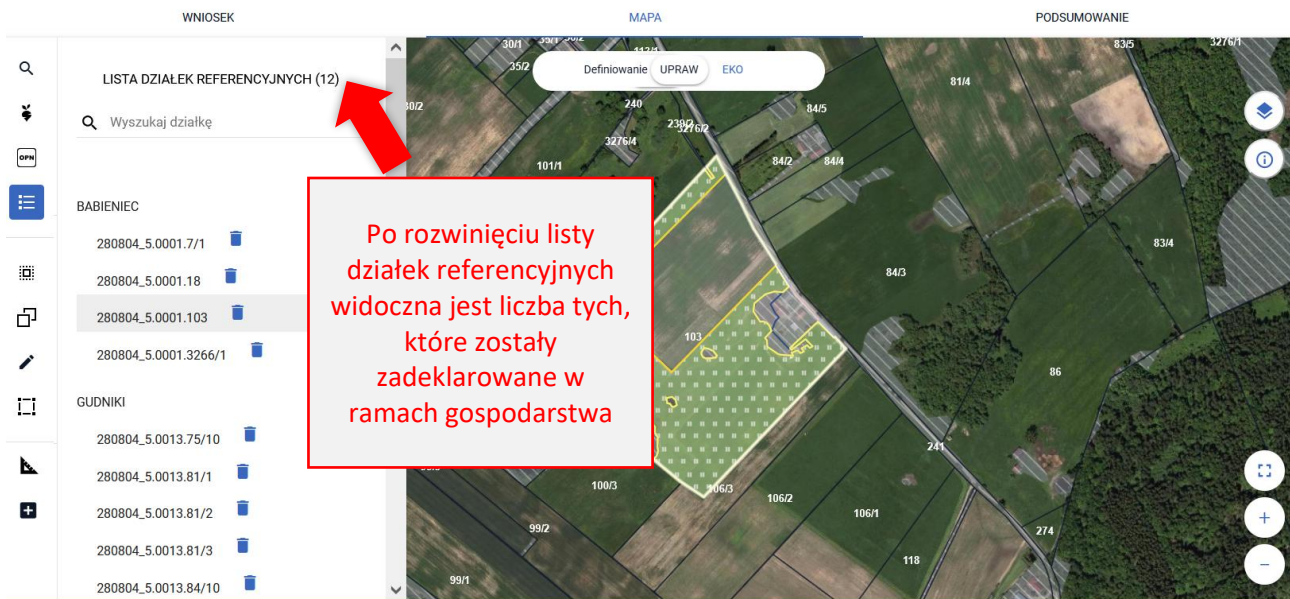 WNIOSEK
MAPA
PODSUMOWANIE
LISTA DZIAŁEK REFERENCYJNYCH (12)
Wyszukaj działkę
OPN
BABIENIEC
280804_5.0001.7/1
280804_5.0001.18
280804_5.0001.103
280804_5.0001.3266/1
GUDNIKI
280804_5.0013.75/10
280804_5.0013.81/1
280804_5.0013.81/2
280804_5.0013.81/3
280804_5.0013.84/10
Po rozwinięciu listy
działek referencyjnych
widoczna jest liczba tych,
które zostały
zadeklarowane w
ramach gospodarstwa
Definiowanie UPRAW EKO
30/1
35/2
83/5
3276/1
81/4
240
84/5
3276/2
3276/4
101/1
84/2
84/4
83/4
84/3
103
86
241
100/3
106/3
106/2
106/1
99/2
274
118
99/1